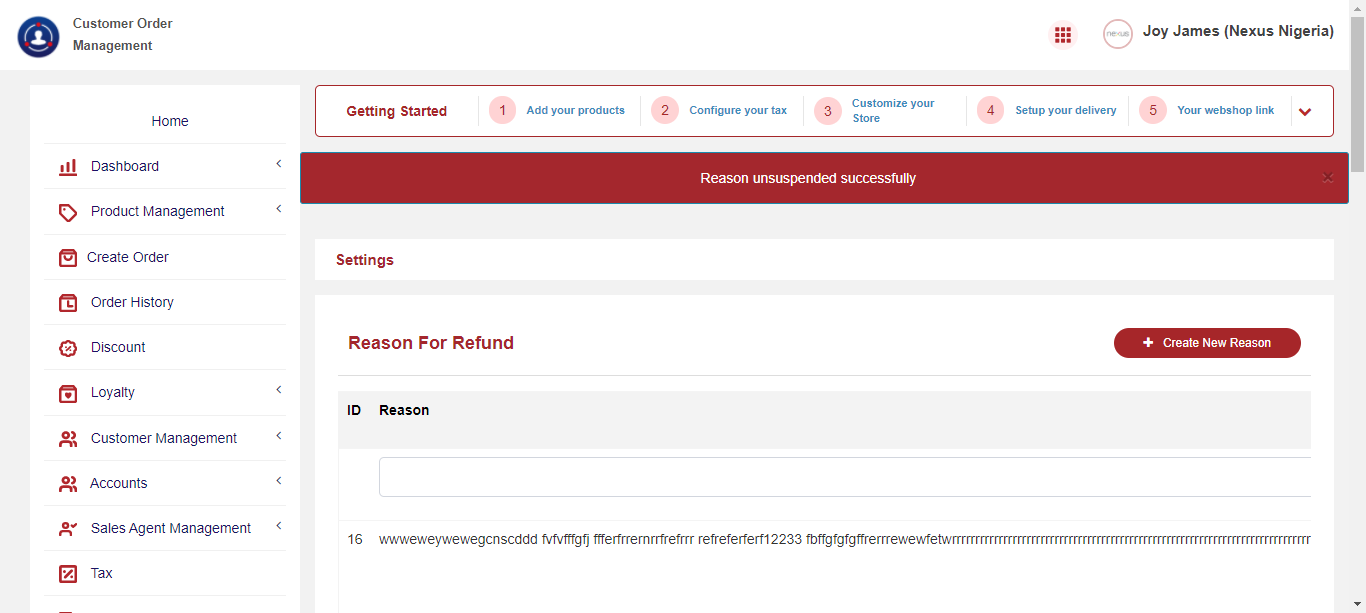 Customer Order
Management
nexus
Joy James (Nexus Nigeria)
Home
Dashboard
Product Management
Create Order
Order History
Discount
Loyalty
Customer Management
Accounts
Sales Agent Management
Tax
Getting Started
1 Add your products
2 Configure your tax
3 Customize your
Store
4 Setup your delivery
5 Your webshop link
Reason unsuspended successfully
×
Settings
Reason For Refund
Create New Reason
ID Reason
16 wwweweywewegcnscddd fvfvfffgfj ffferfrrernrrfrefrrr refreferferf12233 fbffgfgfgffrerrrewewfetwrrrrrrrrrrrrrrrrrrrrrrrrrrrrrrrrrrrrrrrrrrrrrrrrrrrrrrrrrrrrrrrrrrrrrrrrrr